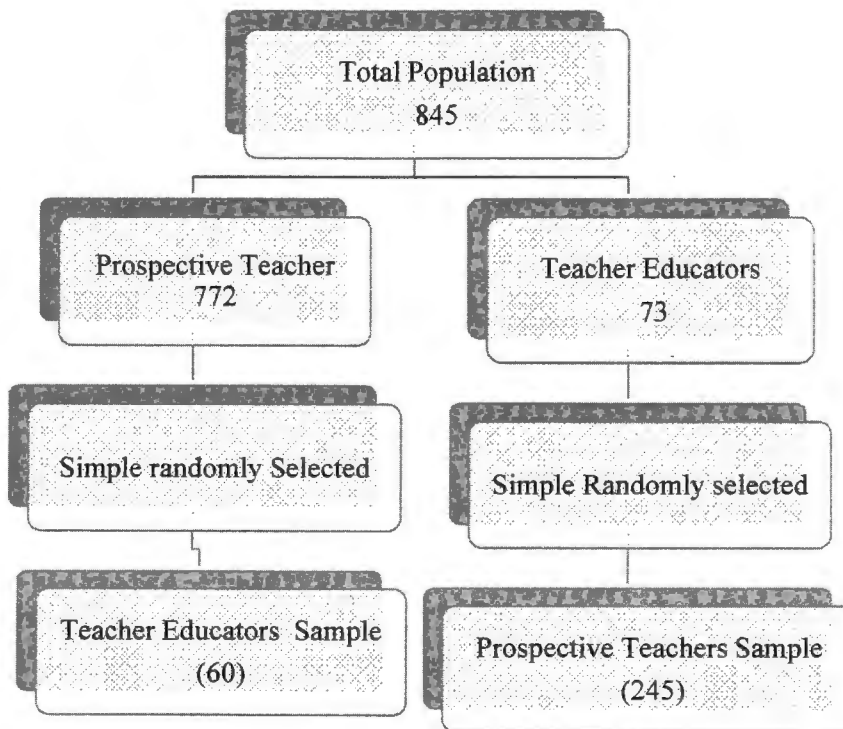 Total Population
845
Prospective Teacher
772
Teacher Educators
73
Simple randomly Selected
Simple Randomly selected
Teacher Educators Sample
(60)
Prospective Teachers Sample
(245)